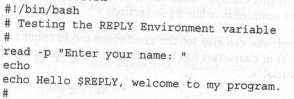 #!/bin/bash
# Testing the REPLY Environment variable
#
read -p "Enter your name: "
echo
echo Hello $REPLY, welcome to my program.
#